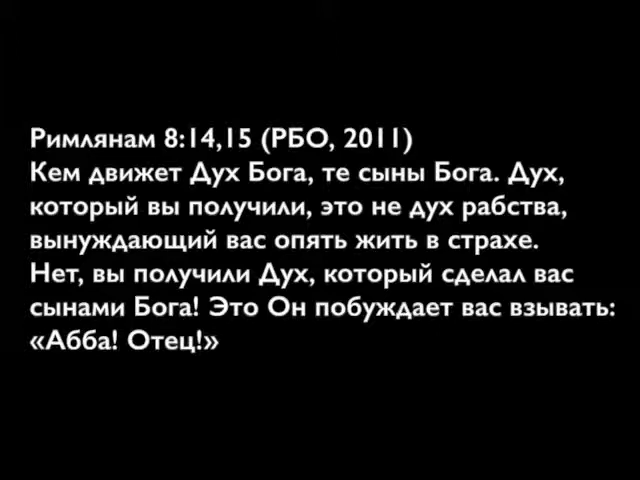 Римлянам 8:14,15 (РБО, 2011)
Кем движет Дух Бога, те сыны Бога. Дух,
который вы получили, это не дух рабства,
вынуждающий вас опять жить в страхе.
Нет, вы получили Дух, который сделал вас
сынами Бога! Это Он побуждает вас взывать:
«Абба! Отец!»